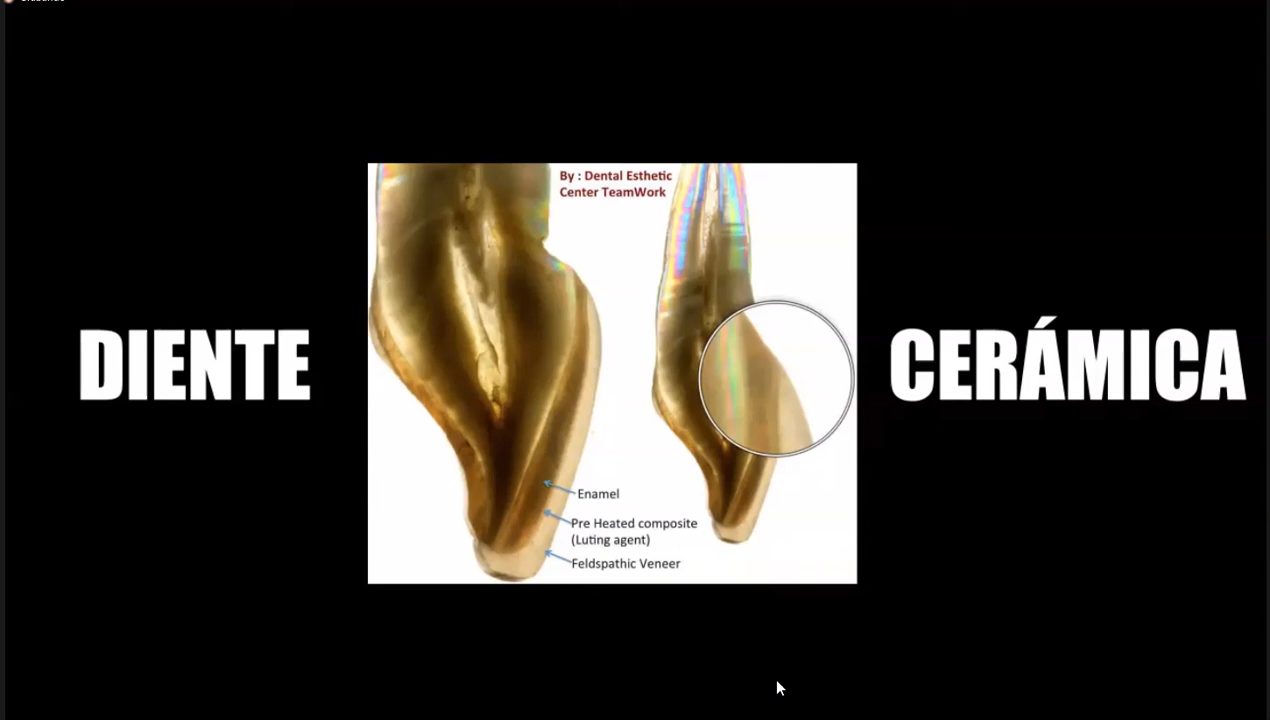 By : Dental Esthetic
Center TeamWork
DIENTE
CERÁMICA
Enamel
Pre Heated composite
(Luting agent)
Feldspathic Veneer